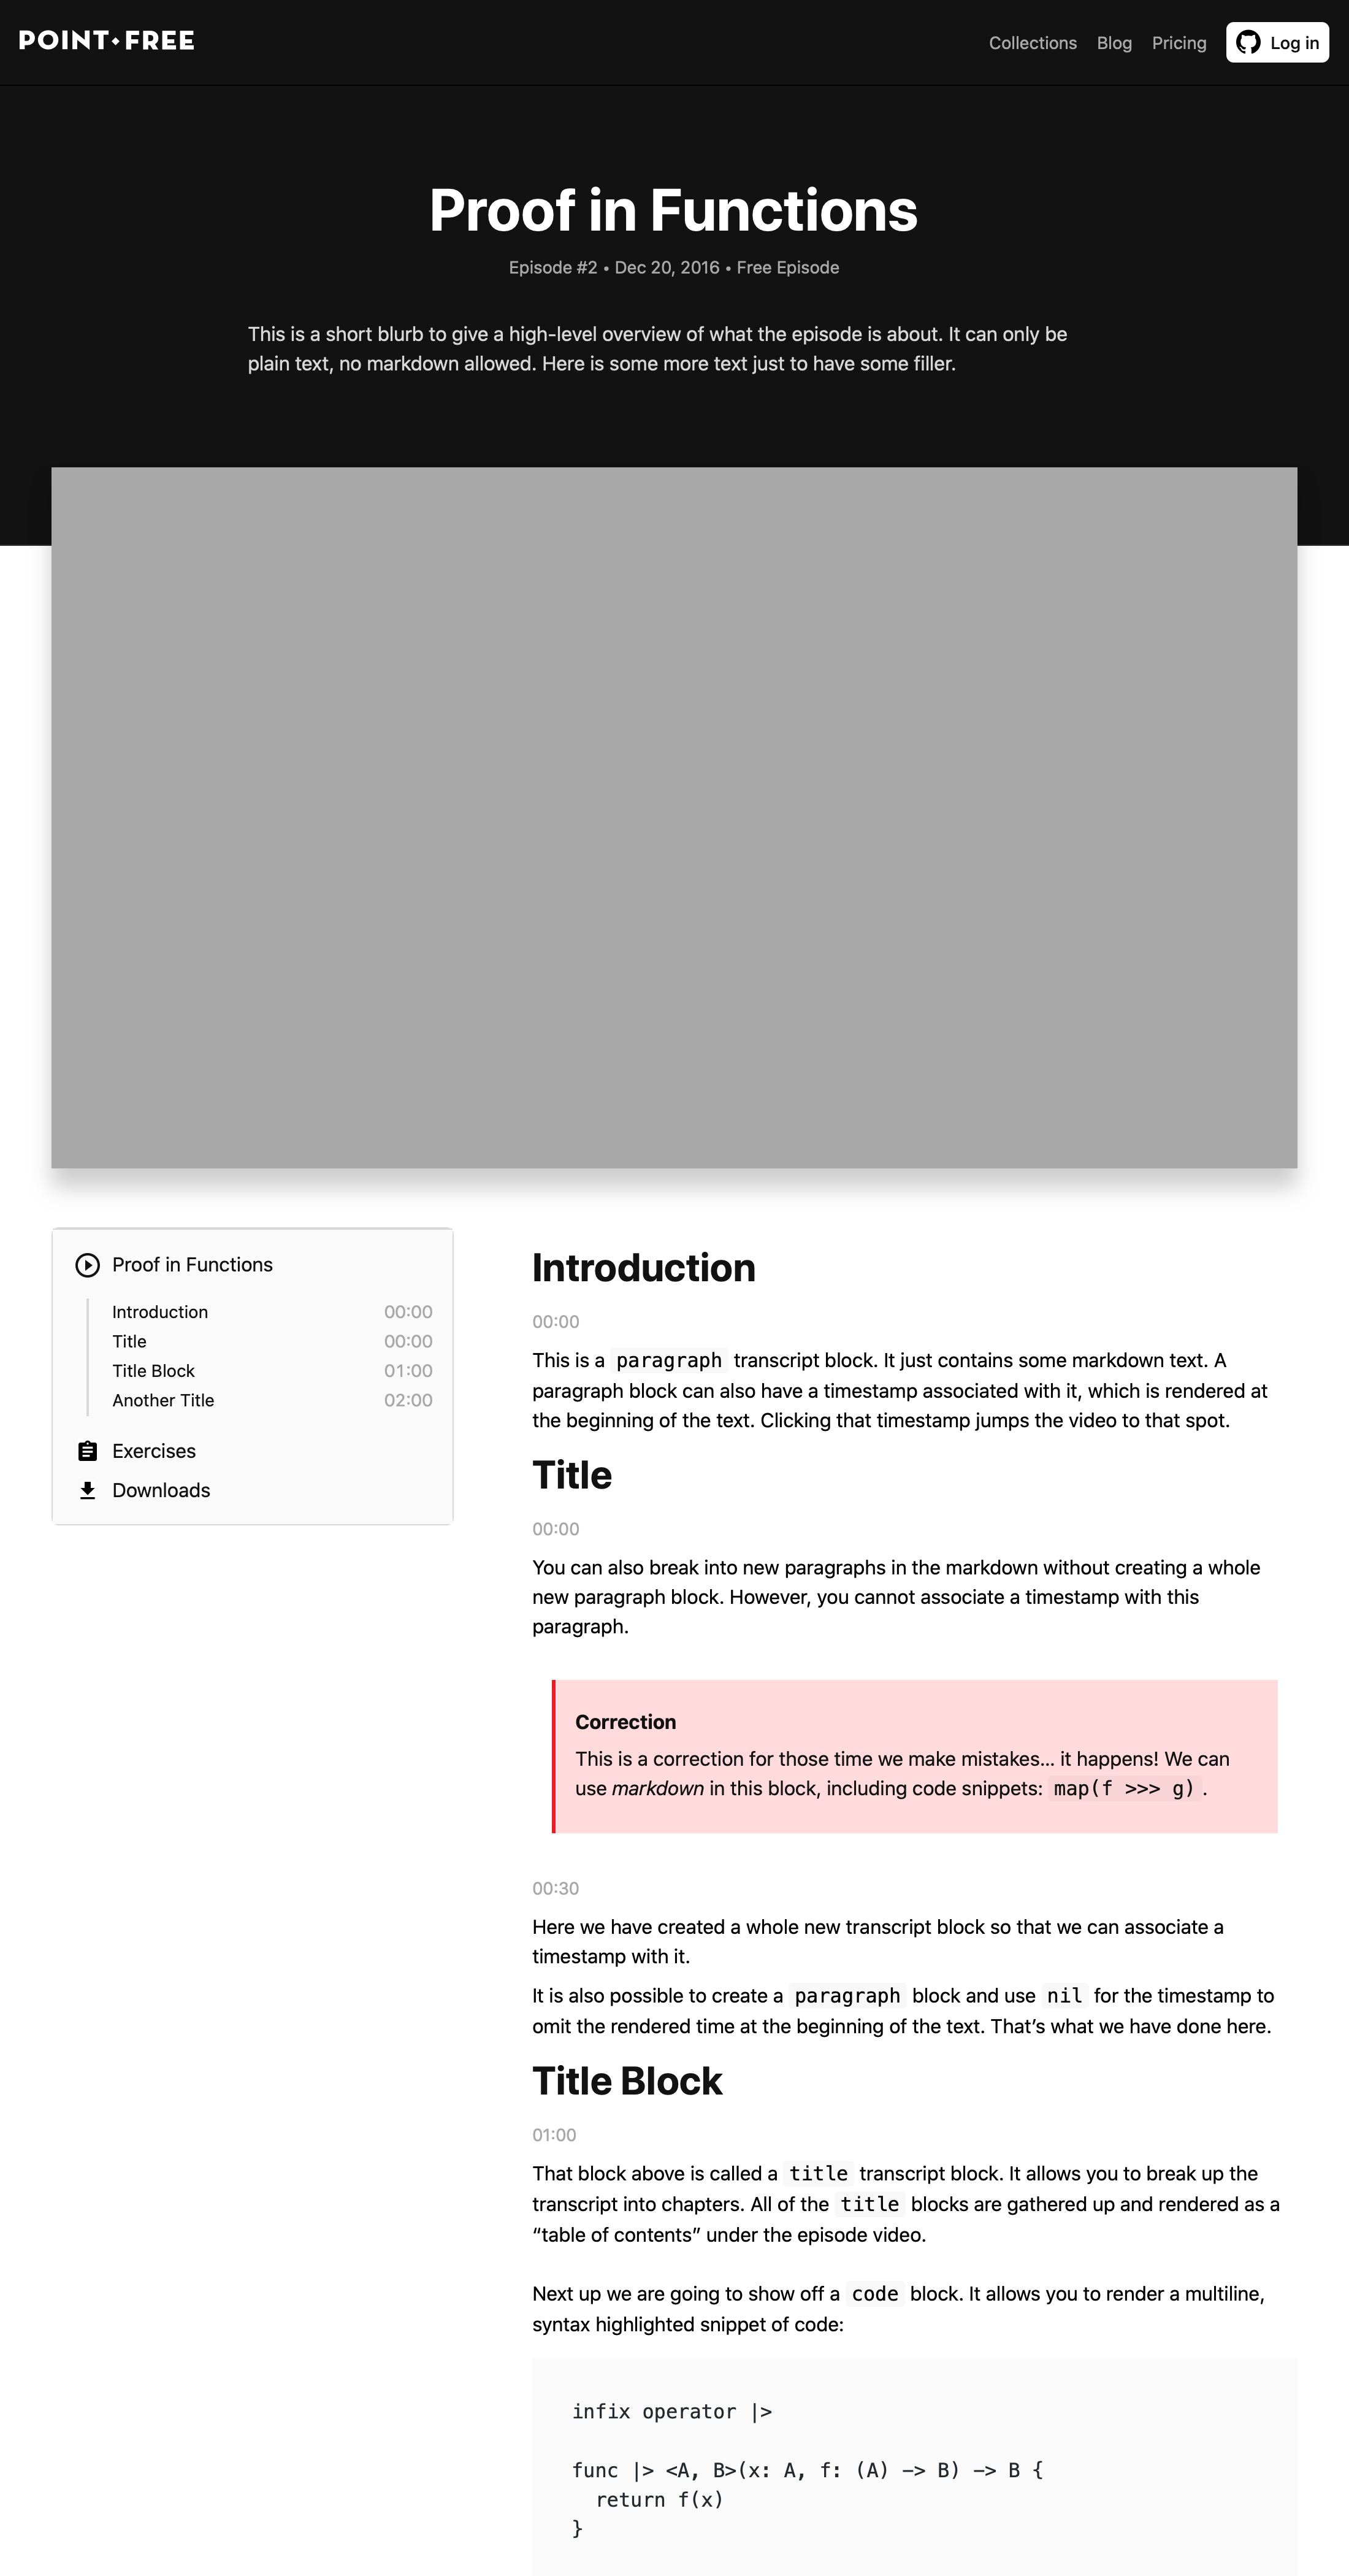 POINT•FREE
Collections Blog Pricing Log in
Proof in Functions
Episode #2 • Dec 20, 2016 • Free Episode
This is a short blurb to give a high-level overview of what the episode is about. It can only be
plain text, no markdown allowed. Here is some more text just to have some filler.
Proof in Functions
Introduction 00:00
Title 00:00
Title Block 01:00
Another Title 02:00
Exercises
Downloads
Introduction
00:00
This is a paragraph transcript block. It just contains some markdown text. A
paragraph block can also have a timestamp associated with it, which is rendered at
the beginning of the text. Clicking that timestamp jumps the video to that spot.
Title
00:00
You can also break into new paragraphs in the markdown without creating a whole
new paragraph block. However, you cannot associate a timestamp with this
paragraph.
Correction
This is a correction for those time we make mistakes... it happens! We can
use markdown in this block, including code snippets: map(f >>> g).
00:30
Here we have created a whole new transcript block so that we can associate a
timestamp with it.
It is also possible to create a paragraph block and use nil for the timestamp to
omit the rendered time at the beginning of the text. That’s what we have done here.
Title Block
01:00
That block above is called a title transcript block. It allows you to break up the
transcript into chapters. All of the title blocks are gathered up and rendered as a
“table of contents” under the episode video.
Next up we are going to show off a code block. It allows you to render a multiline,
syntax highlighted snippet of code:
infix operator |>
func |> <A, B>(x: A, f: (A) -> B) -> B {
  return f(x)
}